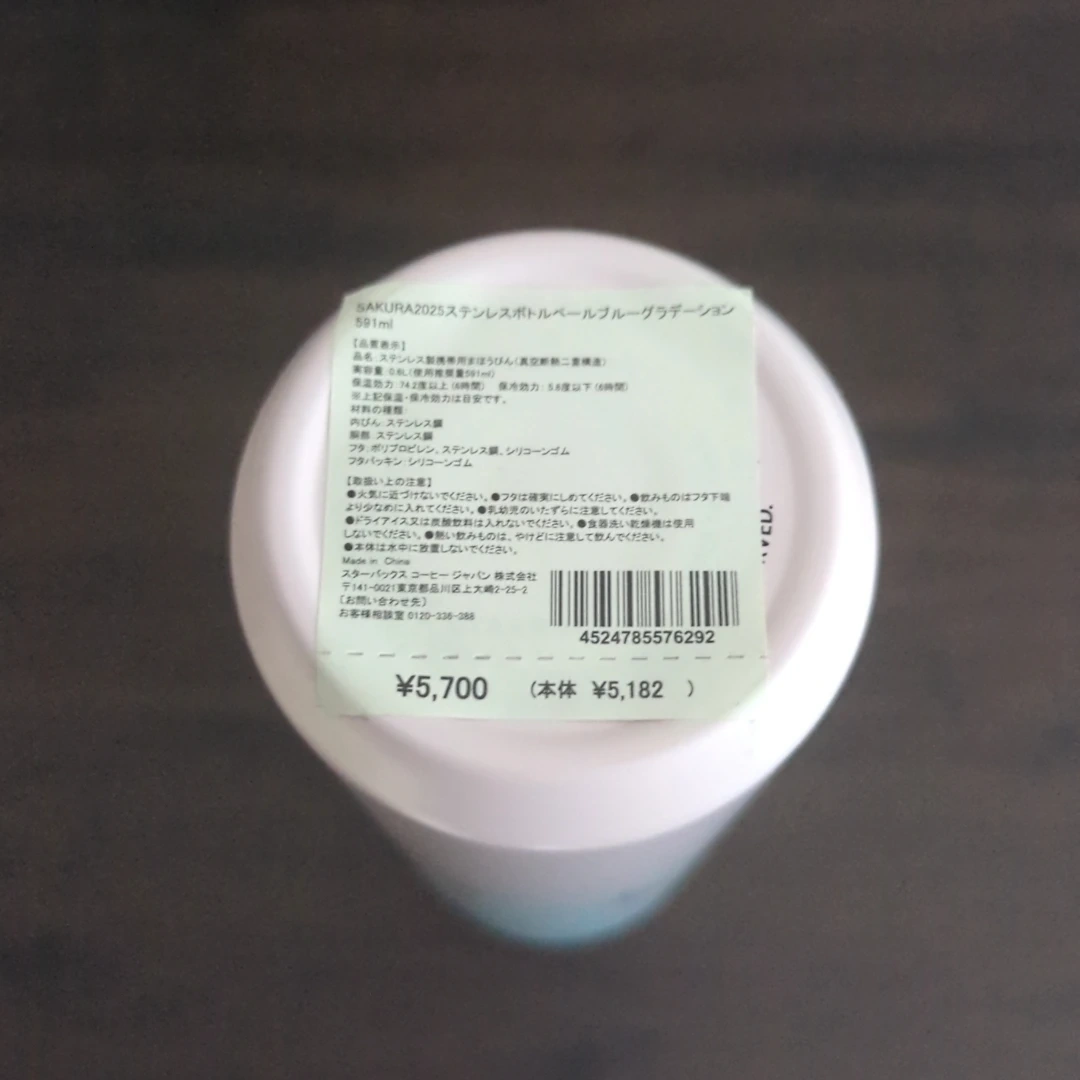 SAKURA2025ステンレスボトルペールブルーグラデーション
591ml
【品質表示】
品名:ステンレス製携帯用まほうびん(真空断熱二重構造)
実容量:0.6L(使用推奨量591ml)
保温効力:74.2度以上(6時間) 保冷効力:5.8度以下(6時間)
※上記保温・保冷効力は目安です。
材料の種類:
内びん:ステンレス鋼
胴部:ステンレス鋼
フタ:ポリプロピレン、ステンレス鋼、シリコーンゴム
フタパッキン:シリコーンゴム
【取扱い上の注意】
●火気に近づけないでください。●フタは確実にしめてください。●飲みものはフタ下端
より少なめに入れてください。●乳幼児のいたずらに注意してください。
●ドライアイス又は炭酸飲料は入れないでください。●食器洗い乾燥機は使用
しないでください。●熱い飲みものは、やけどに注意して飲んでください。
●本体は水中に放置しないでください。
Made in China
スターバックス コーヒー ジャパン 株式会社
〒141-0021東京都品川区上大崎2-25-2
〔お問い合わせ先〕
お客様相談室 0120-336-388
4524785576292
¥5,700 (本体 ¥5,182 )
VED.